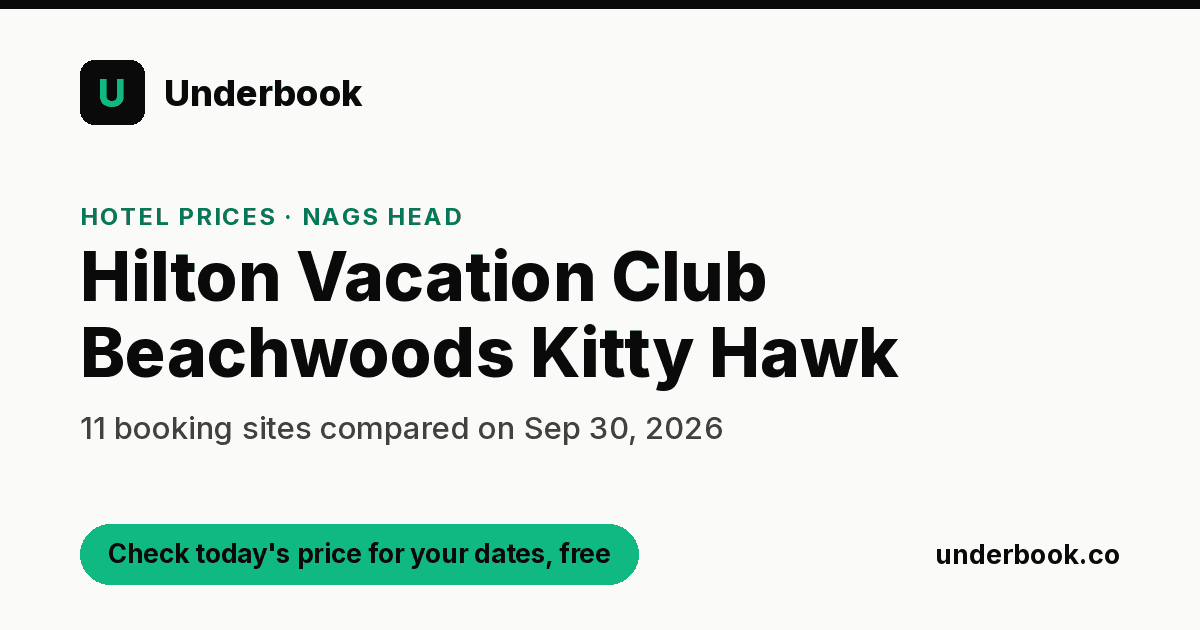 U Underbook
HOTEL PRICES · NAGS HEAD
Hilton Vacation Club
Beachwoods Kitty Hawk
11 booking sites compared on Sep 30, 2026
Check today's price for your dates, free
underbook.co